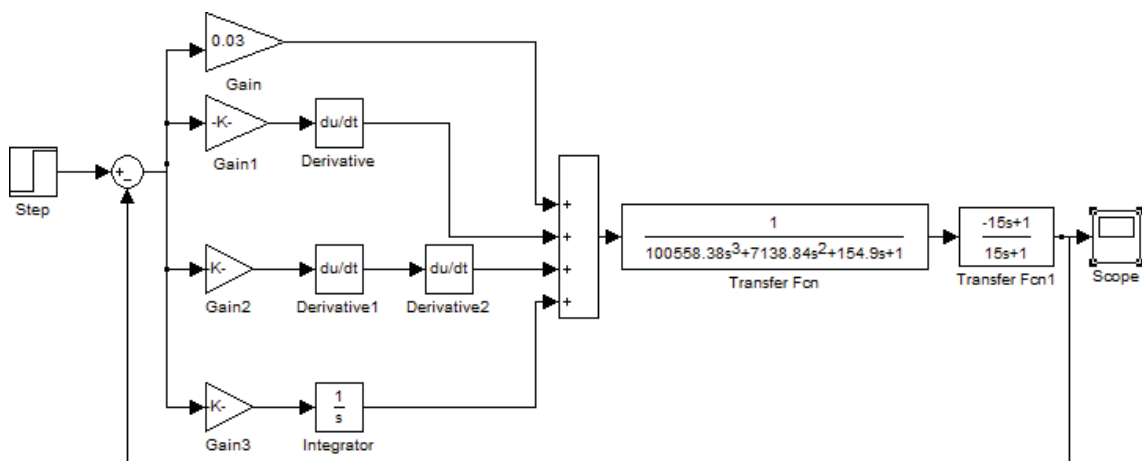 0.03
Gain
-K-
Gain1
du/dt
Derivative
Step
+
-
K-
Gain2
du/dt
Derivative1
du/dt
Derivative2
K-
Gain3
1
s
Integrator
+
+
+
+
1
100558.38s³+7138.84s²+154.9s+1
Transfer Fcn
-15s+1
15s+1
Transfer Fcn1
Scope